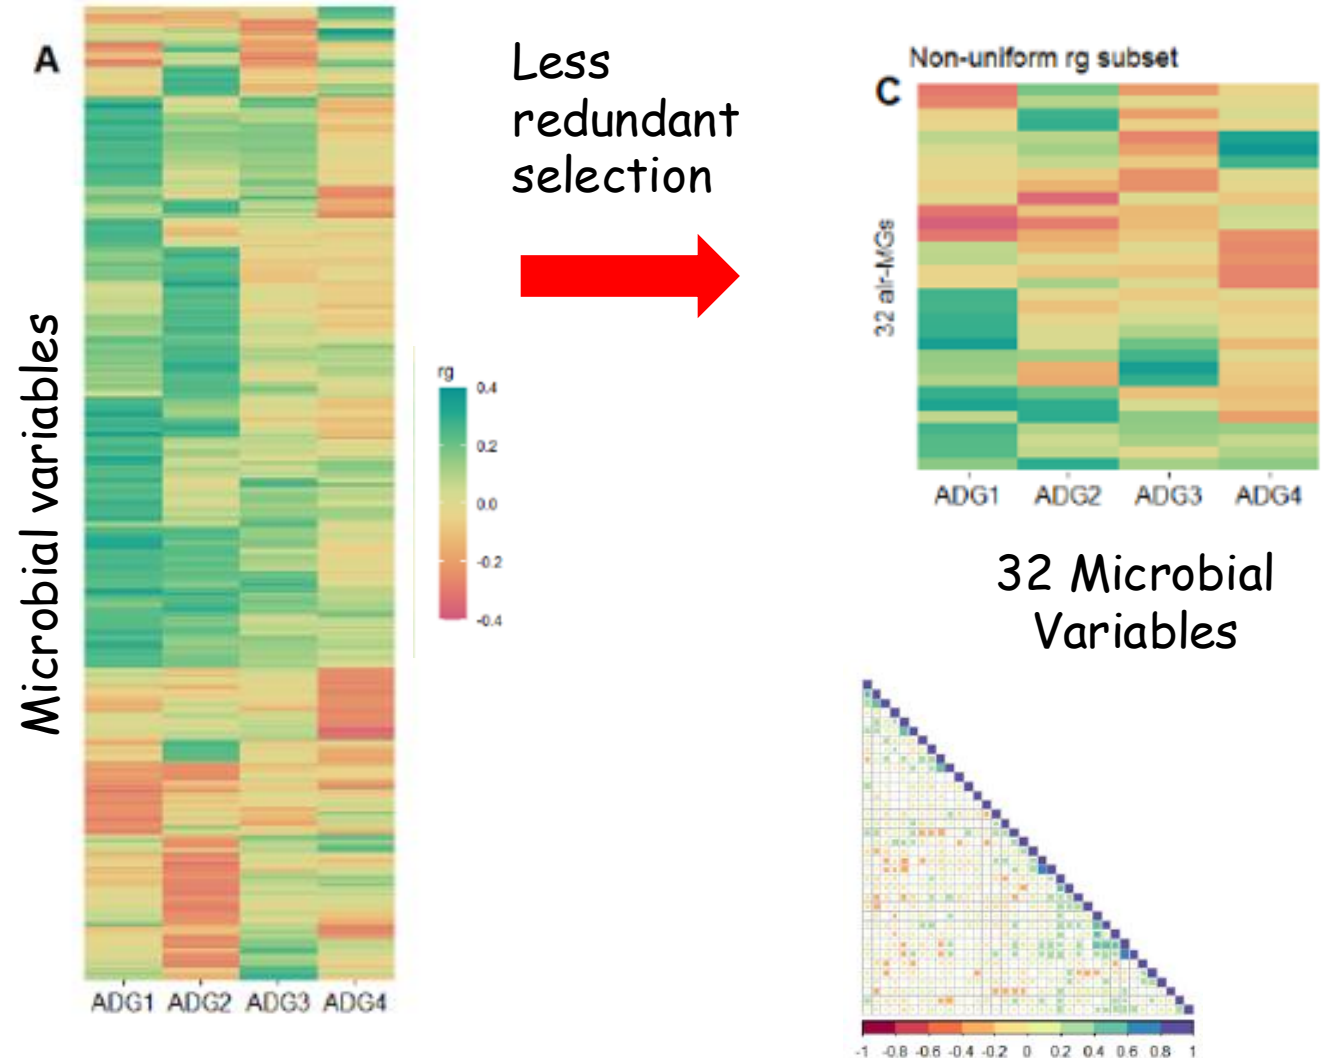 A
Less
redundant
selection
Microbial variables
rg
0.4
0.2
0.0
-0.2
-0.4
ADG1 ADG2 ADG3 ADG4
Non-uniform rg subset
C
32 alr-MGs
ADG1 ADG2 ADG3 ADG4
32 Microbial
Variables
-1 -0.8 -0.6 -0.4 -0.2 0 0.2 0.4 0.6 0.8 1